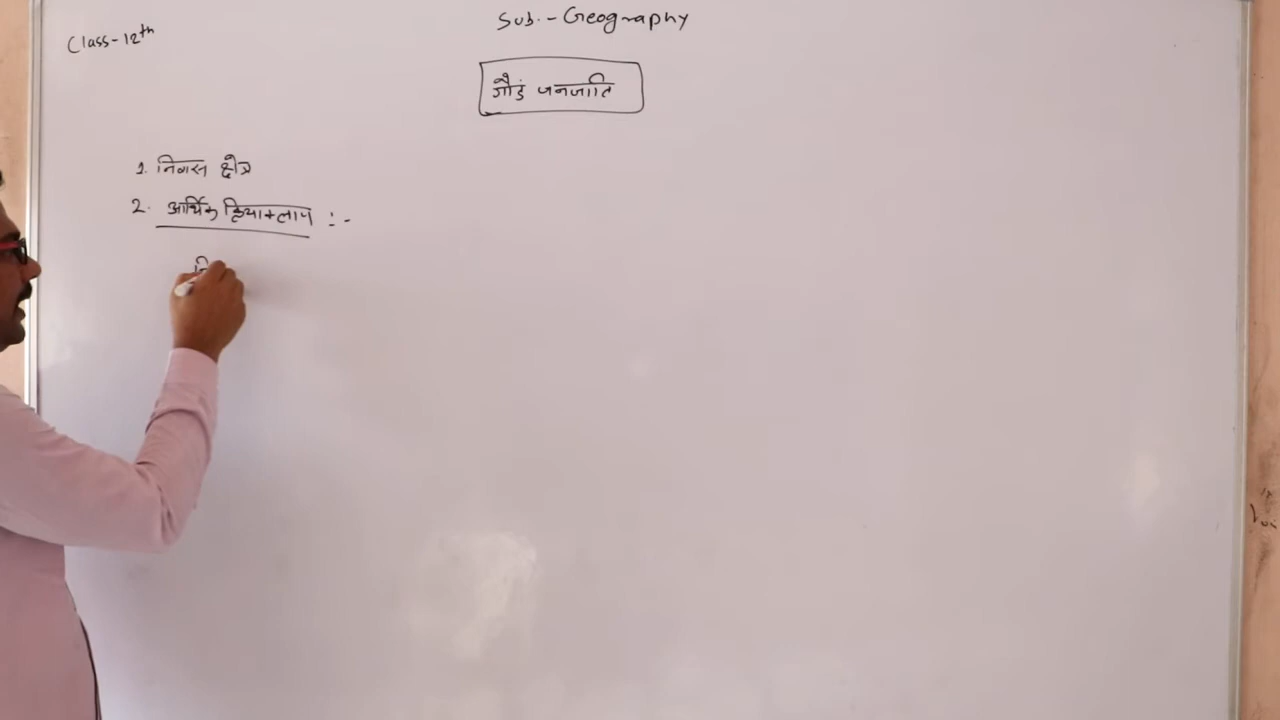 Sub.- Geography
Class-12th
गौंड जनजाति
1. निवास क्षेत्र
2. आर्थिक क्रियाकलाप :-
नि